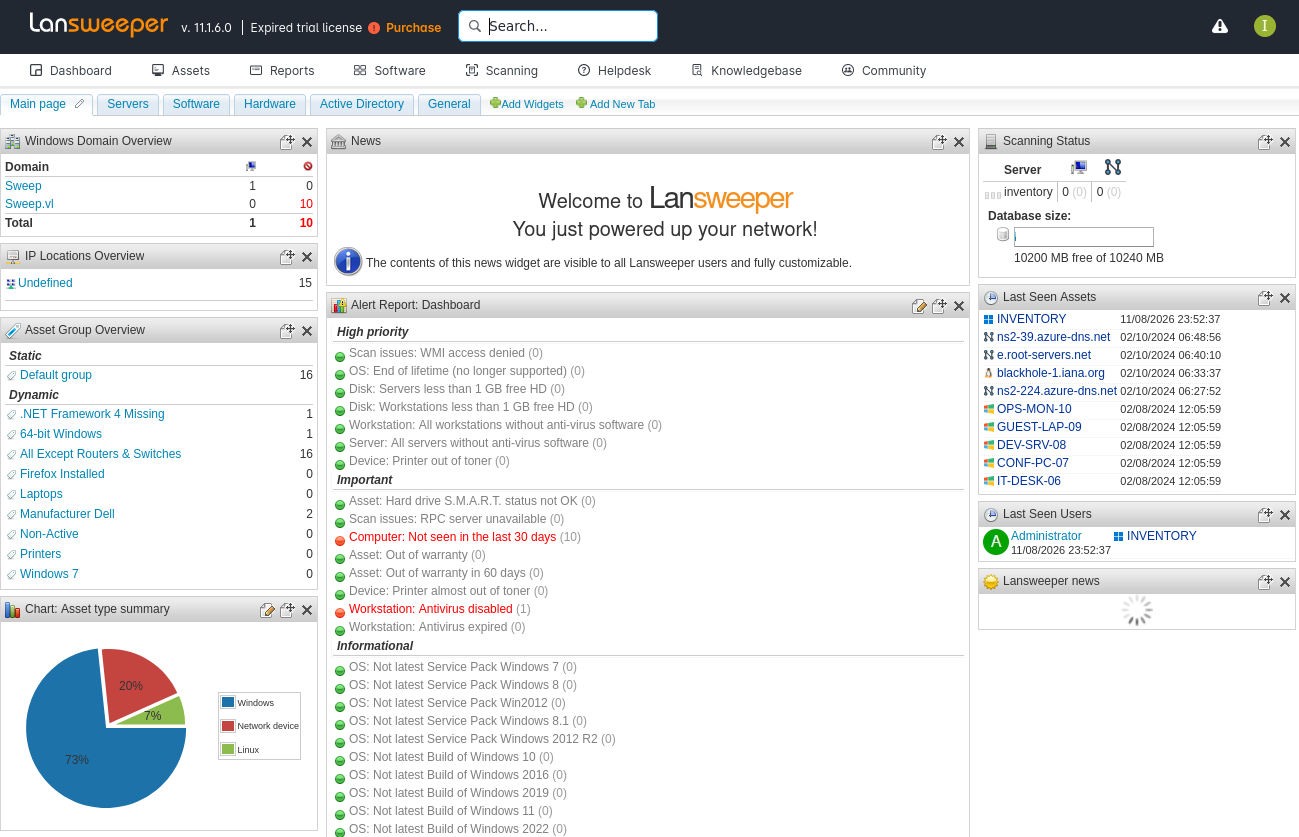 Lansweeper v. 11.1.6.0 Expired trial license Purchase Search... I
Dashboard Assets Reports Software Scanning Helpdesk Knowledgebase Community
Main page Servers Software Hardware Active Directory General Add Widgets Add New Tab
Windows Domain Overview
Domain
Sweep 1 0
Sweep.vl 0 10
Total 1 10
IP Locations Overview
Undefined 15
Asset Group Overview
Static
Default group 16
Dynamic
.NET Framework 4 Missing 1
64-bit Windows 1
All Except Routers & Switches 16
Firefox Installed 0
Laptops 0
Manufacturer Dell 2
Non-Active 0
Printers 0
Windows 7 0
Chart: Asset type summary
20%
7%
73%
Windows
Network device
Linux
News
Welcome to Lansweeper
You just powered up your network!
The contents of this news widget are visible to all Lansweeper users and fully customizable.
Alert Report: Dashboard
High priority
Scan issues: WMI access denied (0)
OS: End of lifetime (no longer supported) (0)
Disk: Servers less than 1 GB free HD (0)
Disk: Workstations less than 1 GB free HD (0)
Workstation: All workstations without anti-virus software (0)
Server: All servers without anti-virus software (0)
Device: Printer out of toner (0)
Important
Asset: Hard drive S.M.A.R.T. status not OK (0)
Scan issues: RPC server unavailable (0)
Computer: Not seen in the last 30 days (10)
Asset: Out of warranty (0)
Asset: Out of warranty in 60 days (0)
Device: Printer almost out of toner (0)
Workstation: Antivirus disabled (1)
Workstation: Antivirus expired (0)
Informational
OS: Not latest Service Pack Windows 7 (0)
OS: Not latest Service Pack Windows 8 (0)
OS: Not latest Service Pack Win2012 (0)
OS: Not latest Service Pack Windows 8.1 (0)
OS: Not latest Service Pack Windows 2012 R2 (0)
OS: Not latest Build of Windows 10 (0)
OS: Not latest Build of Windows 2016 (0)
OS: Not latest Build of Windows 2019 (0)
OS: Not latest Build of Windows 11 (0)
OS: Not latest Build of Windows 2022 (0)
Scanning Status
Server
inventory 0 (0) 0 (0)
Database size:
10200 MB free of 10240 MB
Last Seen Assets
INVENTORY 11/08/2026 23:52:37
ns2-39.azure-dns.net 02/10/2024 06:48:56
e.root-servers.net 02/10/2024 06:40:10
blackhole-1.iana.org 02/10/2024 06:33:37
ns2-224.azure-dns.net 02/10/2024 06:27:52
OPS-MON-10 02/08/2024 12:05:59
GUEST-LAP-09 02/08/2024 12:05:59
DEV-SRV-08 02/08/2024 12:05:59
CONF-PC-07 02/08/2024 12:05:59
IT-DESK-06 02/08/2024 12:05:59
Last Seen Users
A Administrator INVENTORY
11/08/2026 23:52:37
Lansweeper news